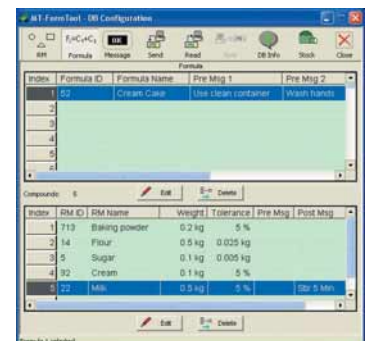 MT-FormTool - DB Configuration
RM Formula Message Send Read DB Info Stock Close
Formula
Index Formula ID Formula Name Pre Msg 1 Pre Msg 2
1 52 Cream Cake Use clean container Wash hands
2
3
4
5
6
Compounds: 5 Edit Delete
Index RM ID RM Name Weight Tolerance Pre Msg Post Msg
1 713 Baking powder 0.2 kg 5 %
2 14 Flour 0.5 kg 0.025 kg
3 5 Sugar 0.1 kg 0.005 kg
4 92 Cream 0.1 kg 5 %
5 22 Milk 0.5 kg 5 % Stir 5 Min
Edit Delete